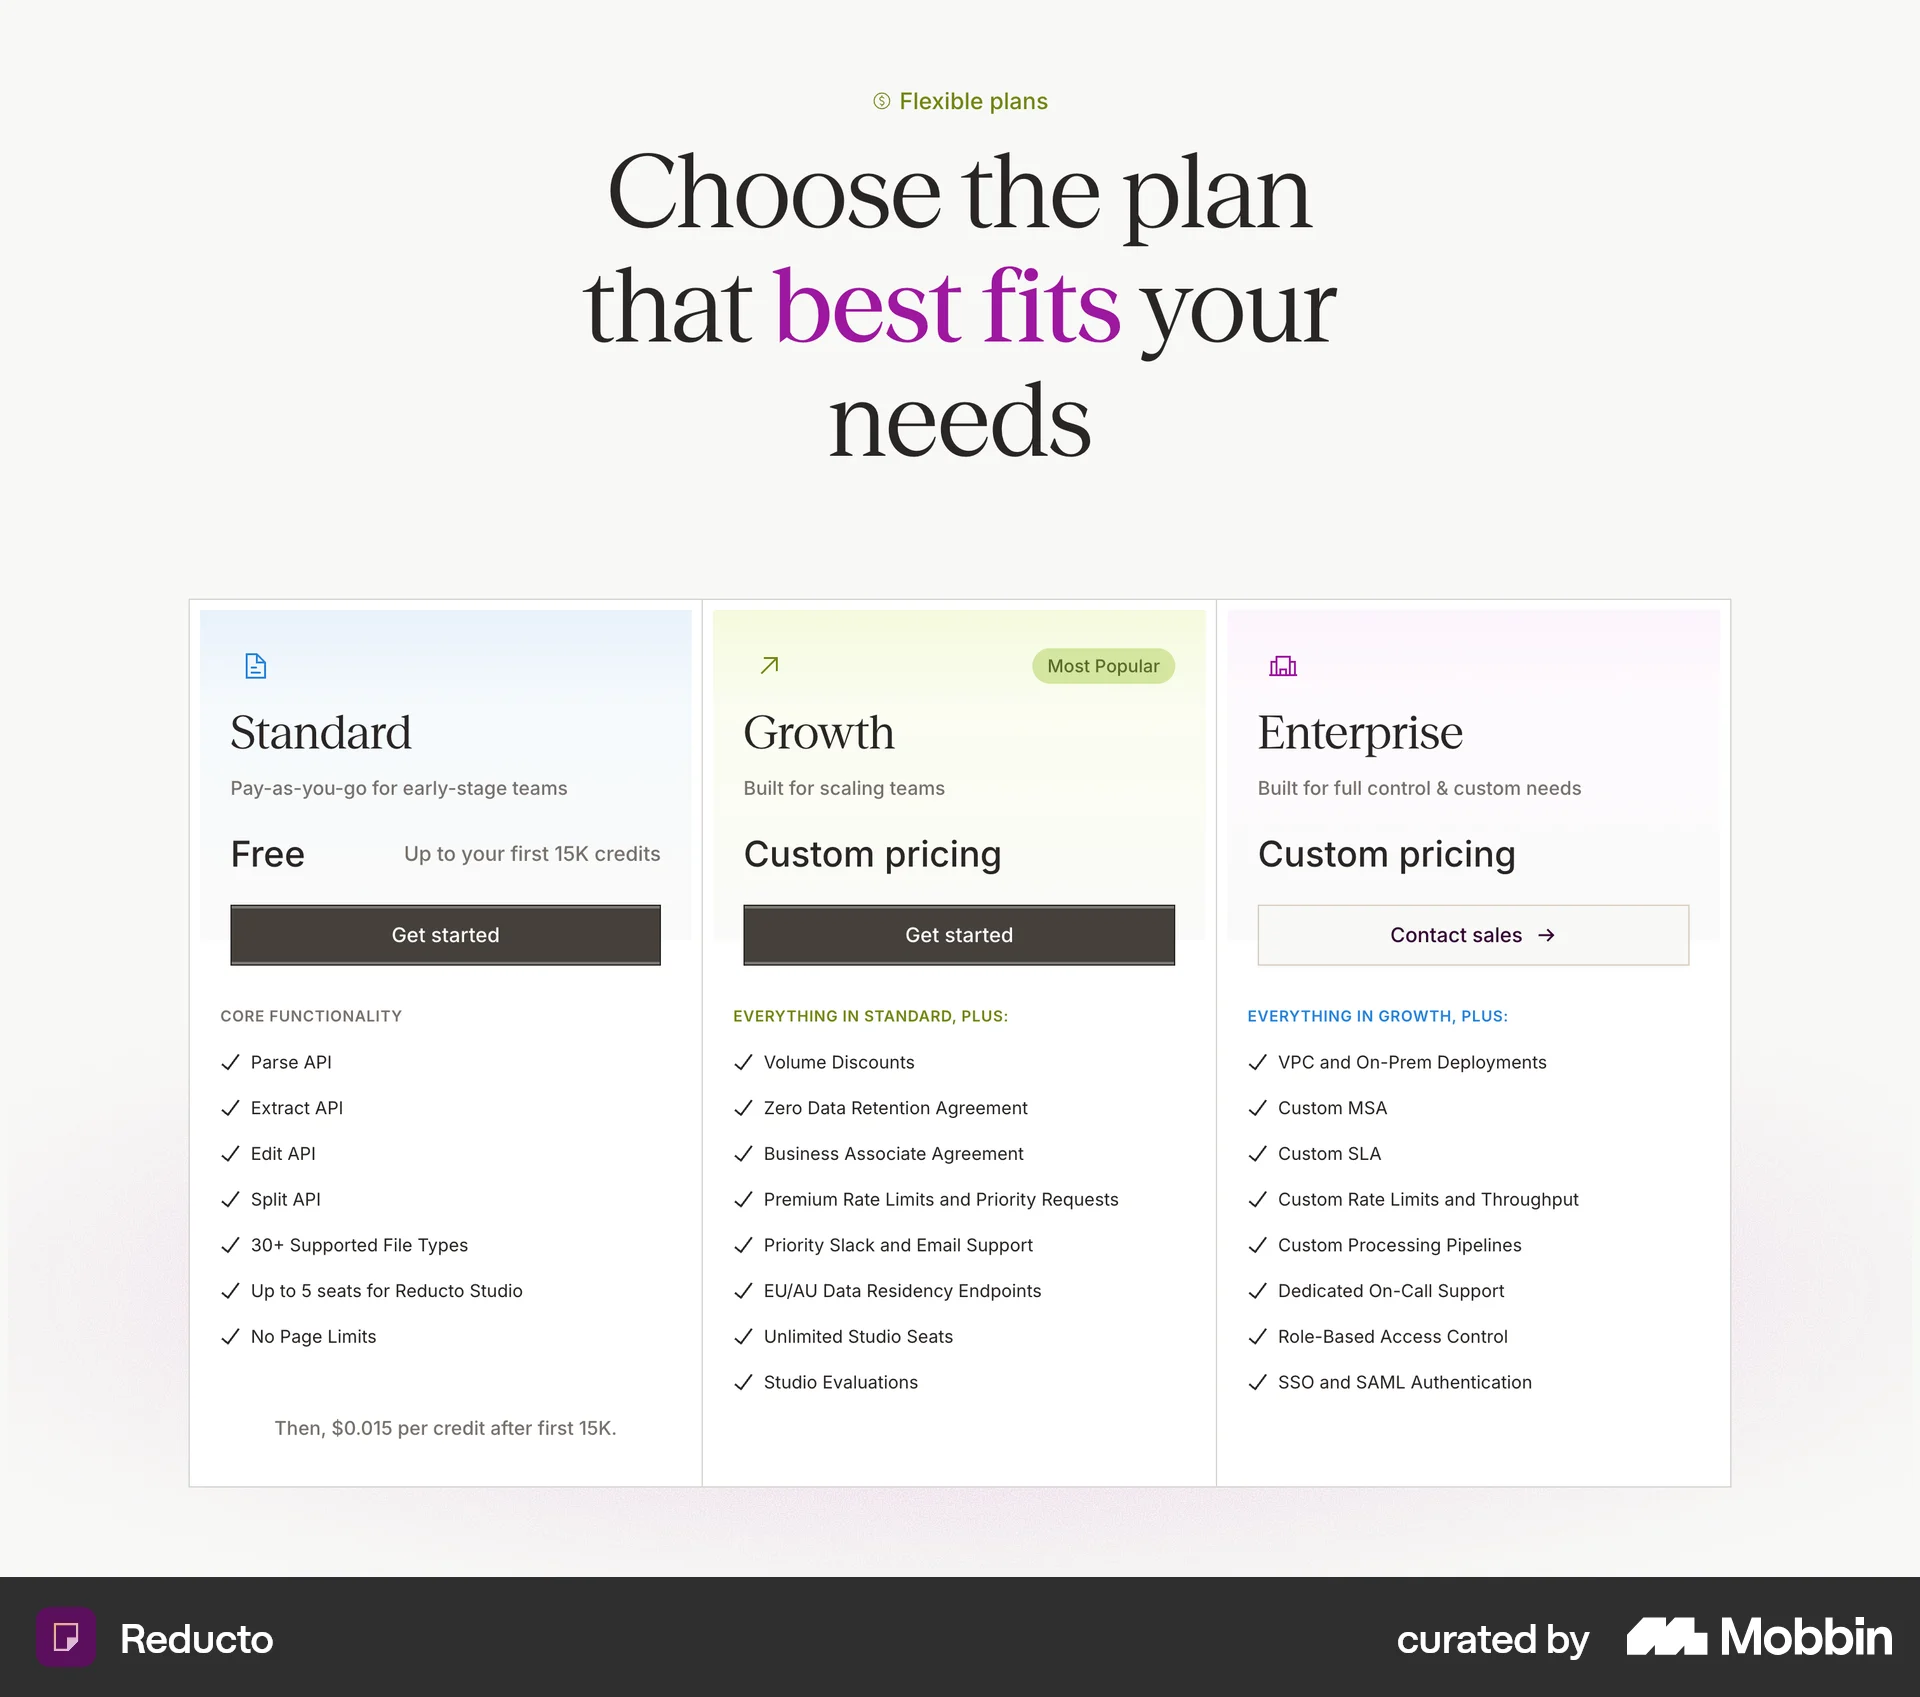 Flexible plans
Choose the plan
that best fits your
needs
Standard
Pay-as-you-go for early-stage teams
Free
Up to your first 15K credits
Get started
CORE FUNCTIONALITY
Parse API
Extract API
Edit API
Split API
30+ Supported File Types
Up to 5 seats for Reducto Studio
No Page Limits
Then, $0.015 per credit after first 15K.
Most Popular
Growth
Built for scaling teams
Custom pricing
Get started
EVERYTHING IN STANDARD, PLUS:
Volume Discounts
Zero Data Retention Agreement
Business Associate Agreement
Premium Rate Limits and Priority Requests
Priority Slack and Email Support
EU/AU Data Residency Endpoints
Unlimited Studio Seats
Studio Evaluations
Enterprise
Built for full control & custom needs
Custom pricing
Contact sales →
EVERYTHING IN GROWTH, PLUS:
VPC and On-Prem Deployments
Custom MSA
Custom SLA
Custom Rate Limits and Throughput
Custom Processing Pipelines
Dedicated On-Call Support
Role-Based Access Control
SSO and SAML Authentication
Reducto
curated by Mobbin